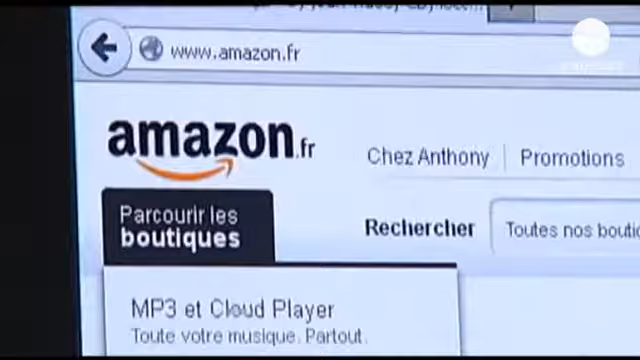 www.amazon.fr
amazon.fr
Chez Anthony
Promotions
Parcourir les
boutiques
Rechercher
Toutes nos
MP3 et Cloud Player
Toute votre musique. Partout.